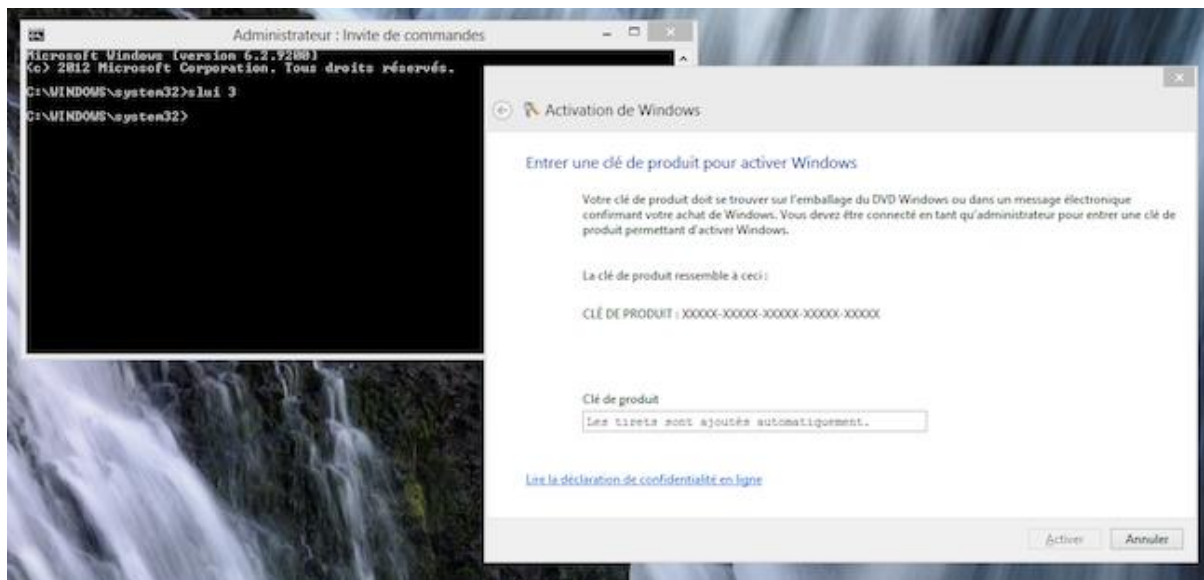 Administrateur : Invite de commandes
Microsoft Windows [version 6.2.9200]
(c) 2012 Microsoft Corporation. Tous droits réservés.
C:\WINDOWS\system32>slui 3
C:\WINDOWS\system32>
Activation de Windows
Entrer une clé de produit pour activer Windows
Votre clé de produit doit se trouver sur l'emballage du DVD Windows ou dans un message électronique
confirmant votre achat de Windows. Vous devez être connecté en tant qu'administrateur pour entrer une clé de
produit permettant d'activer Windows.
La clé de produit ressemble à ceci :
CLÉ DE PRODUIT : XXXXX-XXXXX-XXXXX-XXXXX-XXXXX
Clé de produit
Les tirets sont ajoutés automatiquement.
Lire la déclaration de confidentialité en ligne
Activer
Annuler